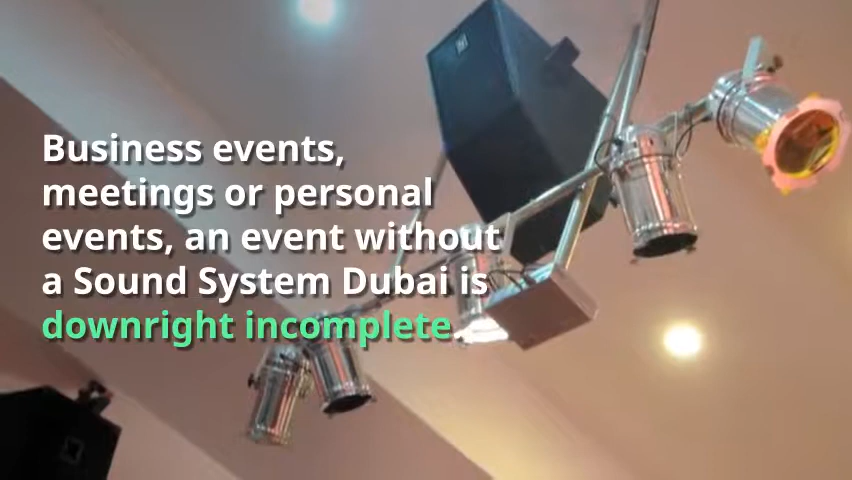 Business events,
meetings or personal
events, an event without
a Sound System Dubai is
downright incomplete.